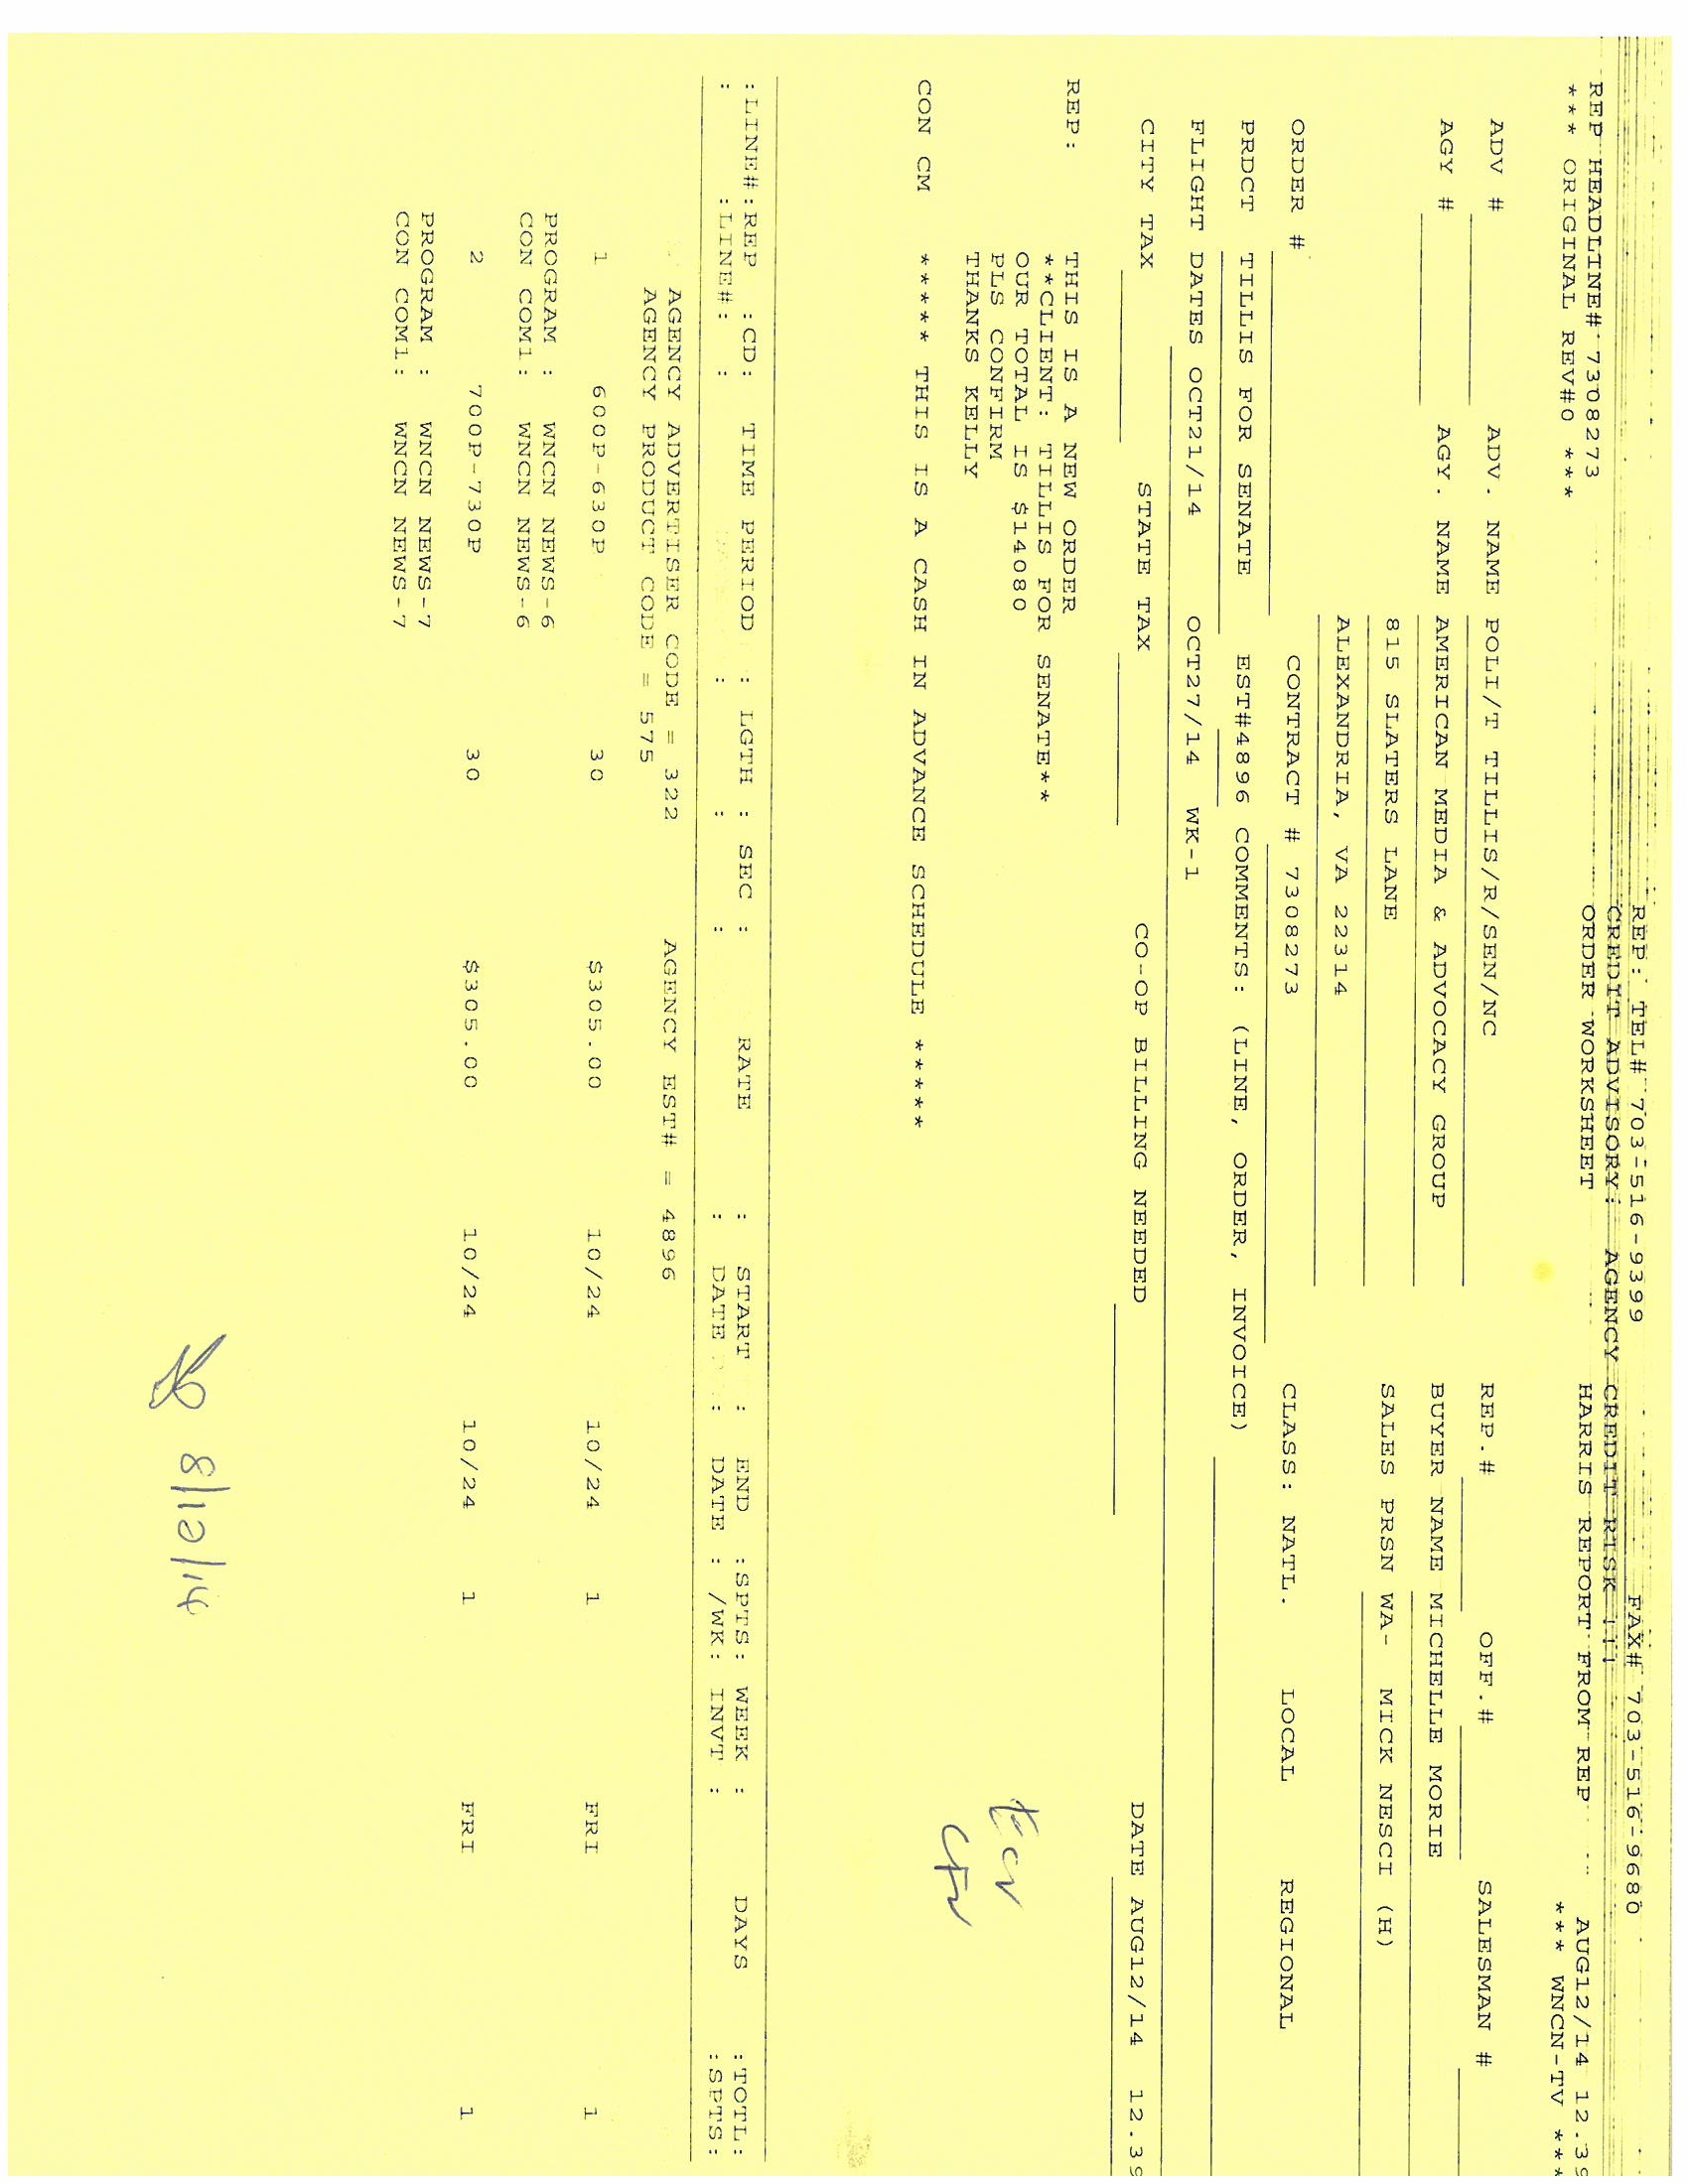 REP: TEL# 703-516-9399 FAX# 703-516-9680
CREDIT ADVISORY: AGENCY CREDIT RISK !!!
REP HEADLINE# 7308273 ORDER WORKSHEET HARRIS REPORT FROM REP AUG12/14 12.39
*** ORIGINAL REV#0 *** *** WNCN-TV ***
ADV # ADV. NAME POLI/T TILLIS/R/SEN/NC REP.# OFF.# SALESMAN #
AGY # AGY. NAME AMERICAN MEDIA & ADVOCACY GROUP BUYER NAME MICHELLE MORIE
815 SLATERS LANE SALES PRSN WA- MICK NESCI (H)
ALEXANDRIA, VA 22314
ORDER # CONTRACT # 7308273 CLASS: NATL. LOCAL REGIONAL
PRDCT TILLIS FOR SENATE EST#4896 COMMENTS: (LINE, ORDER, INVOICE)
FLIGHT DATES OCT21/14 OCT27/14 WK-1
CITY TAX STATE TAX CO-OP BILLING NEEDED DATE AUG12/14 12.39
REP: THIS IS A NEW ORDER
**CLIENT: TILLIS FOR SENATE**
OUR TOTAL IS $14080
PLS CONFIRM
THANKS KELLY
CON CM ***** THIS IS A CASH IN ADVANCE SCHEDULE *****
:LINE#:REP :CD: TIME PERIOD : LGTH : SEC : RATE : START : END :SPTS: WEEK : DAYS :TOTL:
: :LINE#: : : : : : DATE : DATE : /WK: INVT : :SPTS:
AGENCY ADVERTISER CODE = 322 AGENCY EST# = 4896
AGENCY PRODUCT CODE = 575
1 600P-630P 30 $305.00 10/24 10/24 1 FRI 1
PROGRAM : WNCN NEWS-6
CON COM1: WNCN NEWS-6
2 700P-730P 30 $305.00 10/24 10/24 1 FRI 1
PROGRAM : WNCN NEWS-7
CON COM1: WNCN NEWS-7